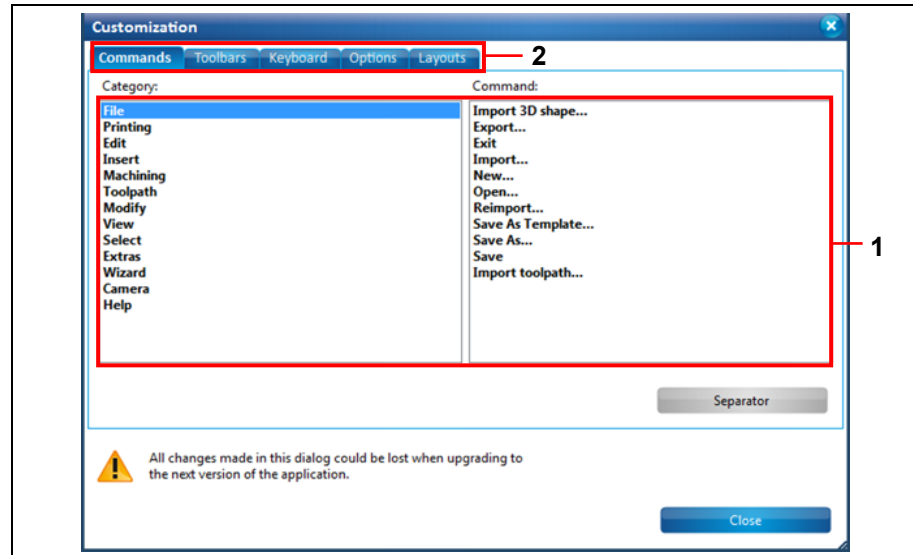 Customization
Commands Toolbars Keyboard Options Layouts
2
Category:
Command:
File
Printing
Edit
Insert
Machining
Toolpath
Modify
View
Select
Extras
Wizard
Camera
Help
Import 3D shape...
Export...
Exit
Import...
New...
Open...
Reimport...
Save As Template...
Save As...
Save
Import toolpath...
1
Separator
All changes made in this dialog could be lost when upgrading to
the next version of the application.
Close